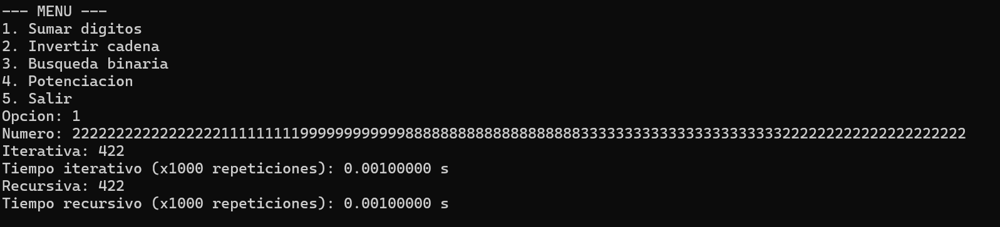 --- MENU ---
1. Sumar digitos
2. Invertir cadena
3. Busqueda binaria
4. Potenciacion
5. Salir
Opcion: 1
Numero: 222222222222222221111111119999999999998888888888888888888833333333333333333333333222222222222222222222
Iterativa: 422
Tiempo iterativo (x1000 repeticiones): 0.00100000 s
Recursiva: 422
Tiempo recursivo (x1000 repeticiones): 0.00100000 s